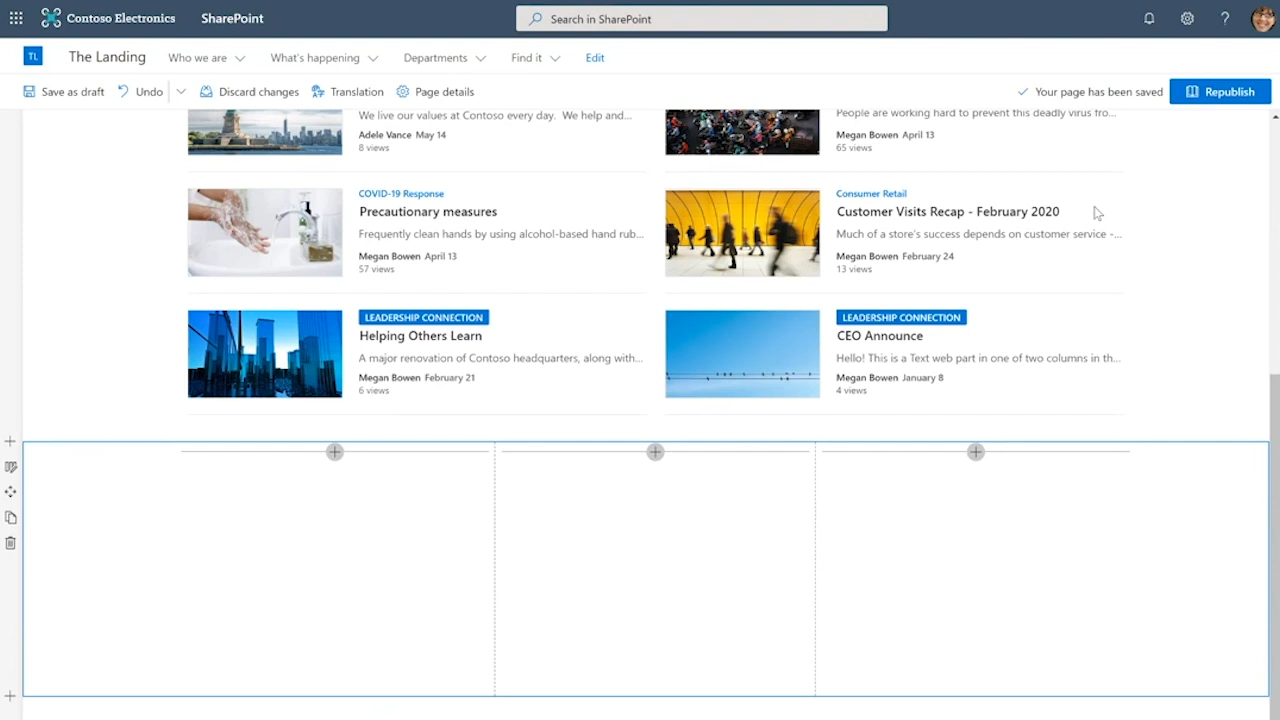 Contoso Electronics SharePoint Search in SharePoint
TL The Landing Who we are What's happening Departments Find it Edit
Save as draft Undo Discard changes Translation Page details Your page has been saved Republish
We live our values at Contoso every day. We help and...
Adele Vance May 14
8 views
People are working hard to prevent this deadly virus fro...
Megan Bowen April 13
65 views
COVID-19 Response
Precautionary measures
Frequently clean hands by using alcohol-based hand rub...
Megan Bowen April 13
57 views
Consumer Retail
Customer Visits Recap - February 2020
Much of a store's success depends on customer service -...
Megan Bowen February 24
13 views
LEADERSHIP CONNECTION
Helping Others Learn
A major renovation of Contoso headquarters, along with...
Megan Bowen February 21
6 views
LEADERSHIP CONNECTION
CEO Announce
Hello! This is a Text web part in one of two columns in th...
Megan Bowen January 8
4 views